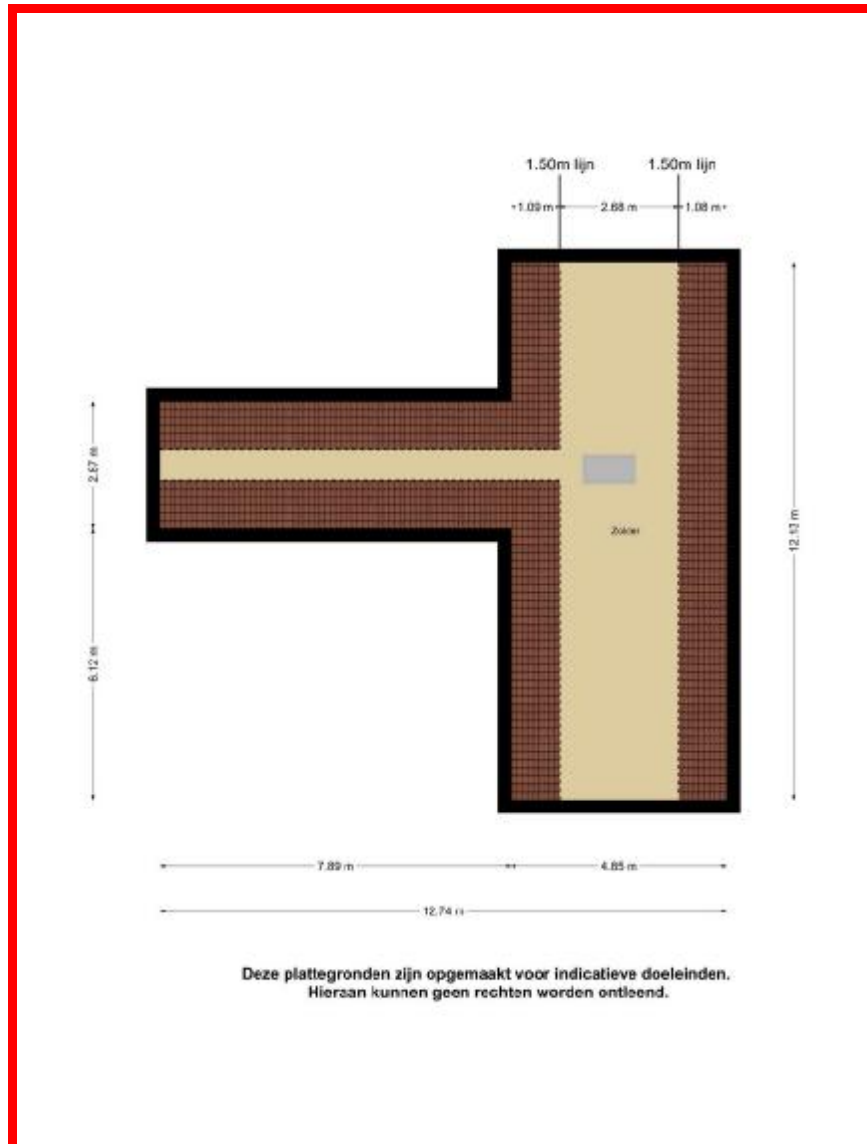 1.50m lijn 1.50m lijn
1.09 m 2.68 m 1.08 m
2.87 m
12.13 m
Zolder
6.12 m
7.89 m 4.85 m
12.74 m
Deze plattegronden zijn opgemaakt voor indicatieve doeleinden.
Hieraan kunnen geen rechten worden ontleend.